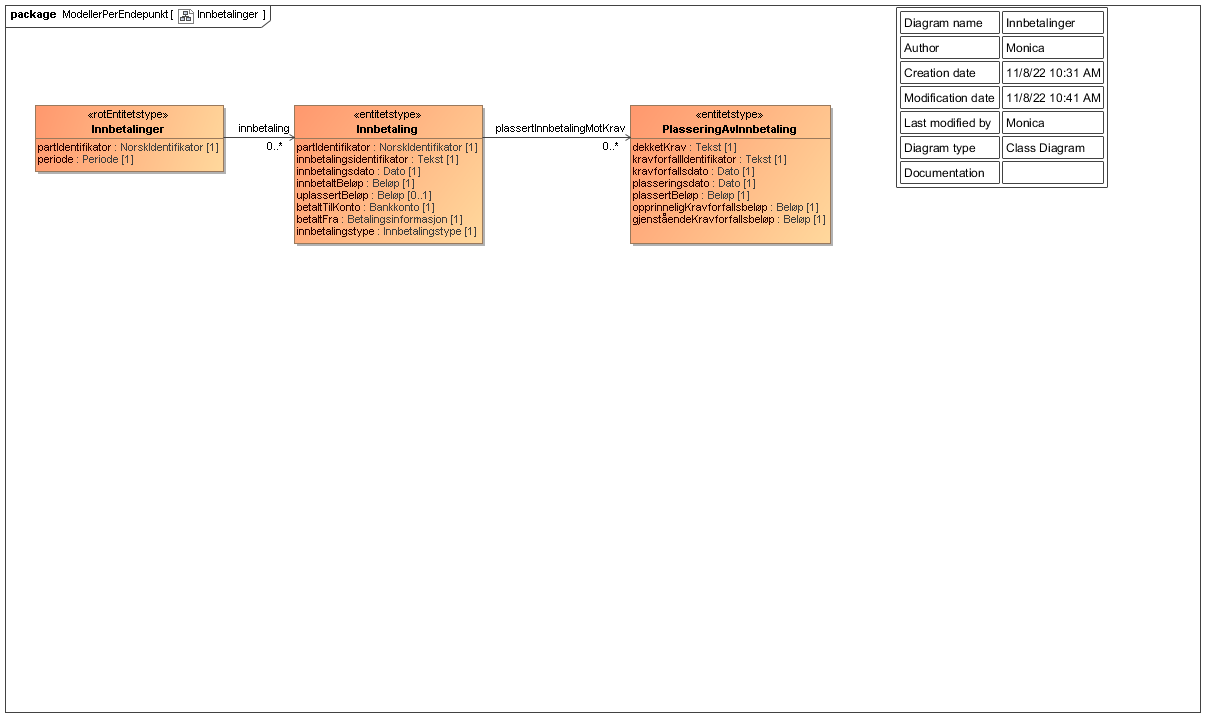 package ModellerPerEndepunkt [ Innbetalinger ]
Diagram name Innbetalinger
Author Monica
Creation date 11/8/22 10:31 AM
Modification date 11/8/22 10:41 AM
Last modified by Monica
Diagram type Class Diagram
Documentation
«rotEntitetstype»
Innbetalinger
partIdentifikator : NorskIdentifikator [1]
periode : Periode [1]
innbetaling
0..*
«entitetstype»
Innbetaling
partIdentifikator : NorskIdentifikator [1]
innbetalingsidentifikator : Tekst [1]
innbetalingsdato : Dato [1]
innbetaltBeløp : Beløp [1]
uplassertBeløp : Beløp [0..1]
betaltTilKonto : Bankkonto [1]
betaltFra : Betalingsinformasjon [1]
innbetalingstype : Innbetalingstype [1]
plassertInnbetalingMotKrav
0..*
«entitetstype»
PlasseringAvInnbetaling
dekketKrav : Tekst [1]
kravforfallIdentifikator : Tekst [1]
kravforfallsdato : Dato [1]
plasseringsdato : Dato [1]
plassertBeløp : Beløp [1]
opprinneligKravforfallsbeløp : Beløp [1]
gjenståendeKravforfallsbeløp : Beløp [1]